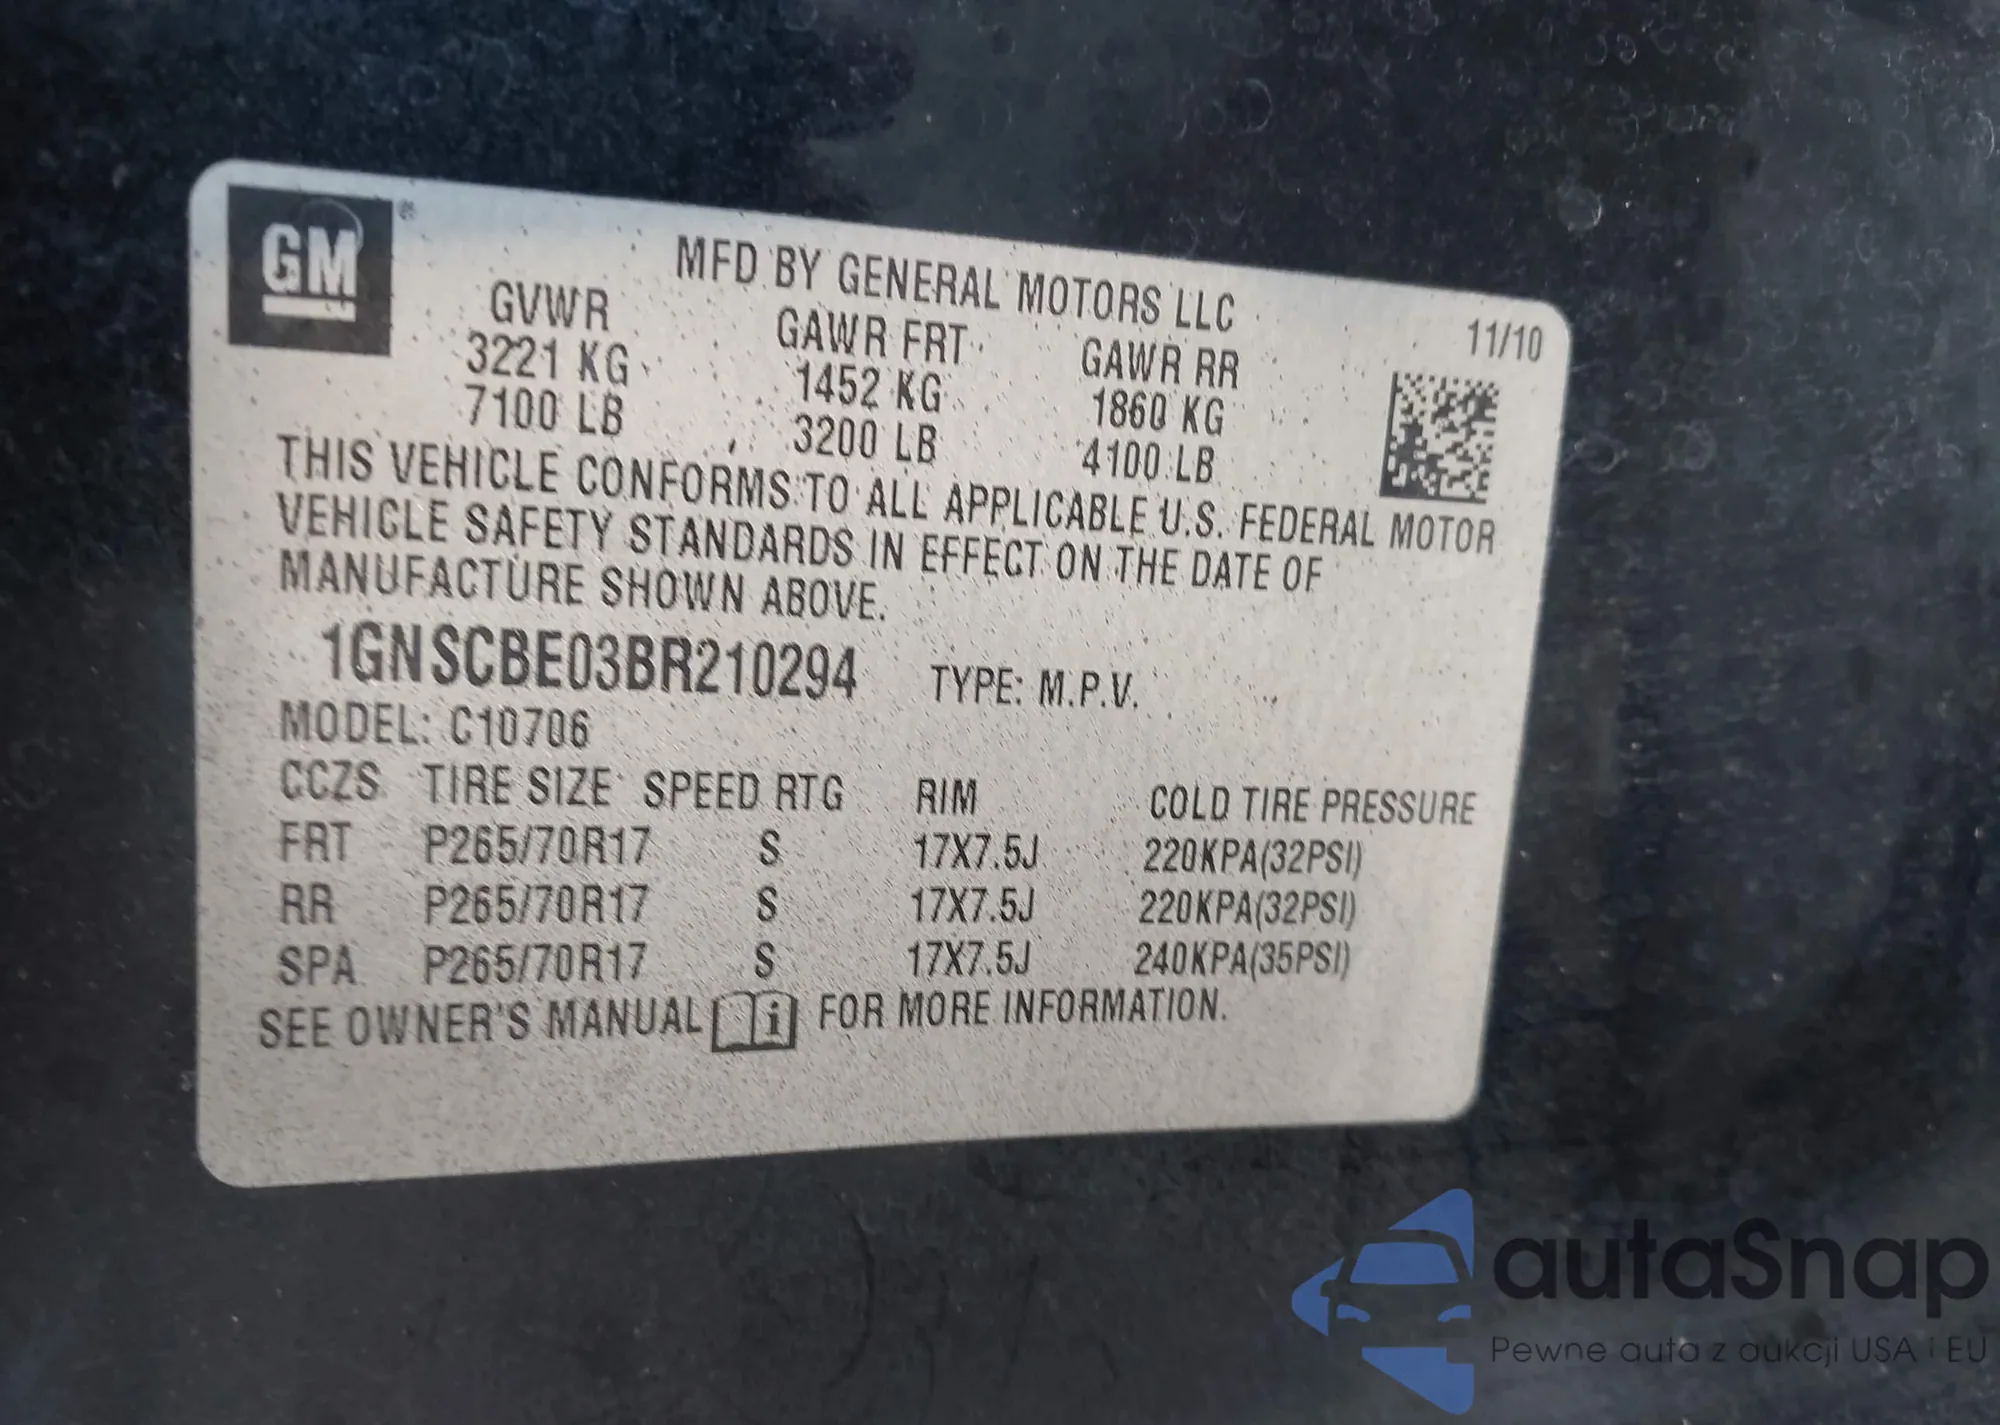 GM®
MFD BY GENERAL MOTORS LLC
11/10
GVWR GAWR FRT GAWR RR
3221 KG 1452 KG 1860 KG
7100 LB 3200 LB 4100 LB
THIS VEHICLE CONFORMS TO ALL APPLICABLE U.S. FEDERAL MOTOR
VEHICLE SAFETY STANDARDS IN EFFECT ON THE DATE OF
MANUFACTURE SHOWN ABOVE.
1GNSCBE03BR210294 TYPE: M.P.V.
MODEL: C10706
CCZS TIRE SIZE SPEED RTG RIM COLD TIRE PRESSURE
FRT P265/70R17 S 17X7.5J 220KPA(32PSI)
RR P265/70R17 S 17X7.5J 220KPA(32PSI)
SPA P265/70R17 S 17X7.5J 240KPA(35PSI)
SEE OWNER'S MANUAL i FOR MORE INFORMATION.
autaSnap
Pewne auta z aukcji USA i EU